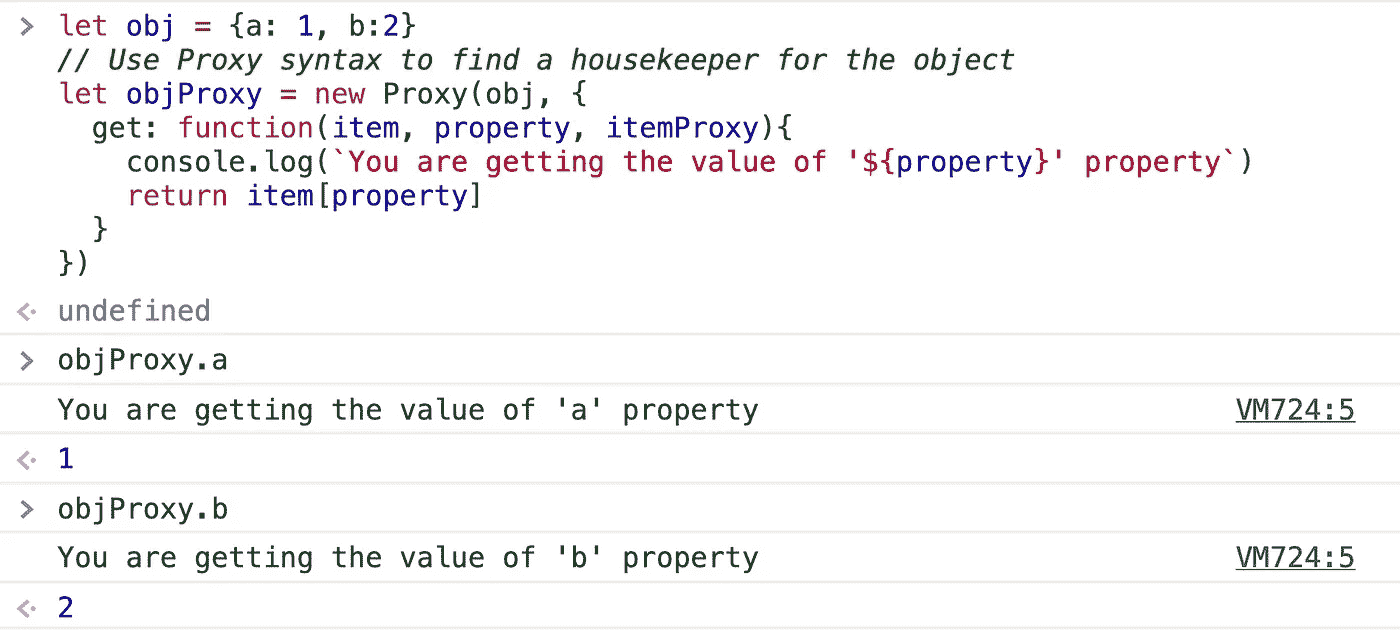 > let obj = {a: 1, b:2}
// Use Proxy syntax to find a housekeeper for the object
let objProxy = new Proxy(obj, {
  get: function(item, property, itemProxy){
    console.log(`You are getting the value of '${property}' property`)
    return item[property]
  }
})
undefined
> objProxy.a
You are getting the value of 'a' property VM724:5
1
> objProxy.b
You are getting the value of 'b' property VM724:5
2